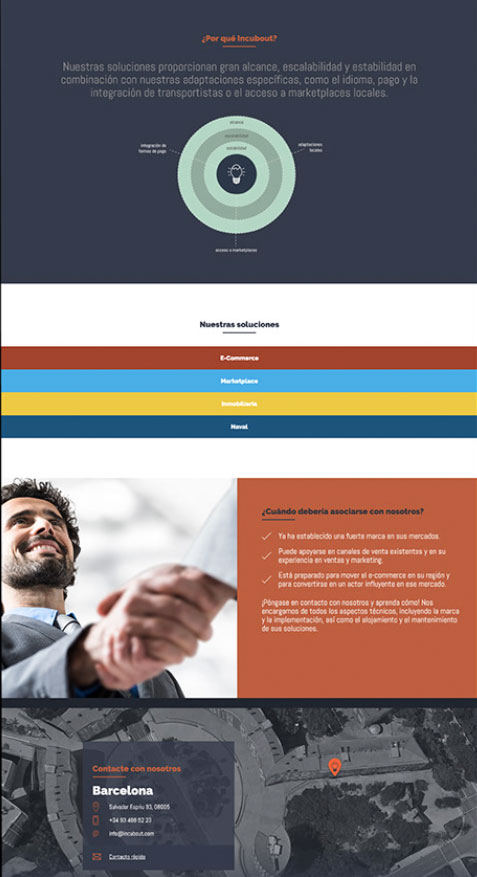 ¿Por qué Incubout?
Nuestras soluciones proporcionan gran alcance, escalabilidad y estabilidad en
combinación con nuestras adaptaciones específicas, como el idioma, pago y la
integración de transportistas o el acceso a marketplaces locales.
alcance
escalabilidad
estabilidad
integración de
formas de pago
adaptaciones
locales
acceso a marketplaces
Nuestras soluciones
E-Commerce
Marketplace
Inmobiliaria
Naval
¿Cuándo debería asociarse con nosotros?
Ya ha establecido una fuerte marca en sus mercados.
Puede apoyarse en canales de venta existentes y en su
experiencia en ventas y marketing.
Está preparado para mover el e-commerce en su región y
para convertirse en un actor influyente en ese mercado.
¡Póngase en contacto con nosotros y aprenda cómo! Nos
encargamos de todos los aspectos técnicos, incluyendo la marca
y la implementación, así como el alojamiento y el mantenimiento
de sus soluciones.
Contacte con nosotros
Barcelona
Salvador Espriu 93, 08005
+34 93 488 02 23
info@incubout.com
Contacto rápido